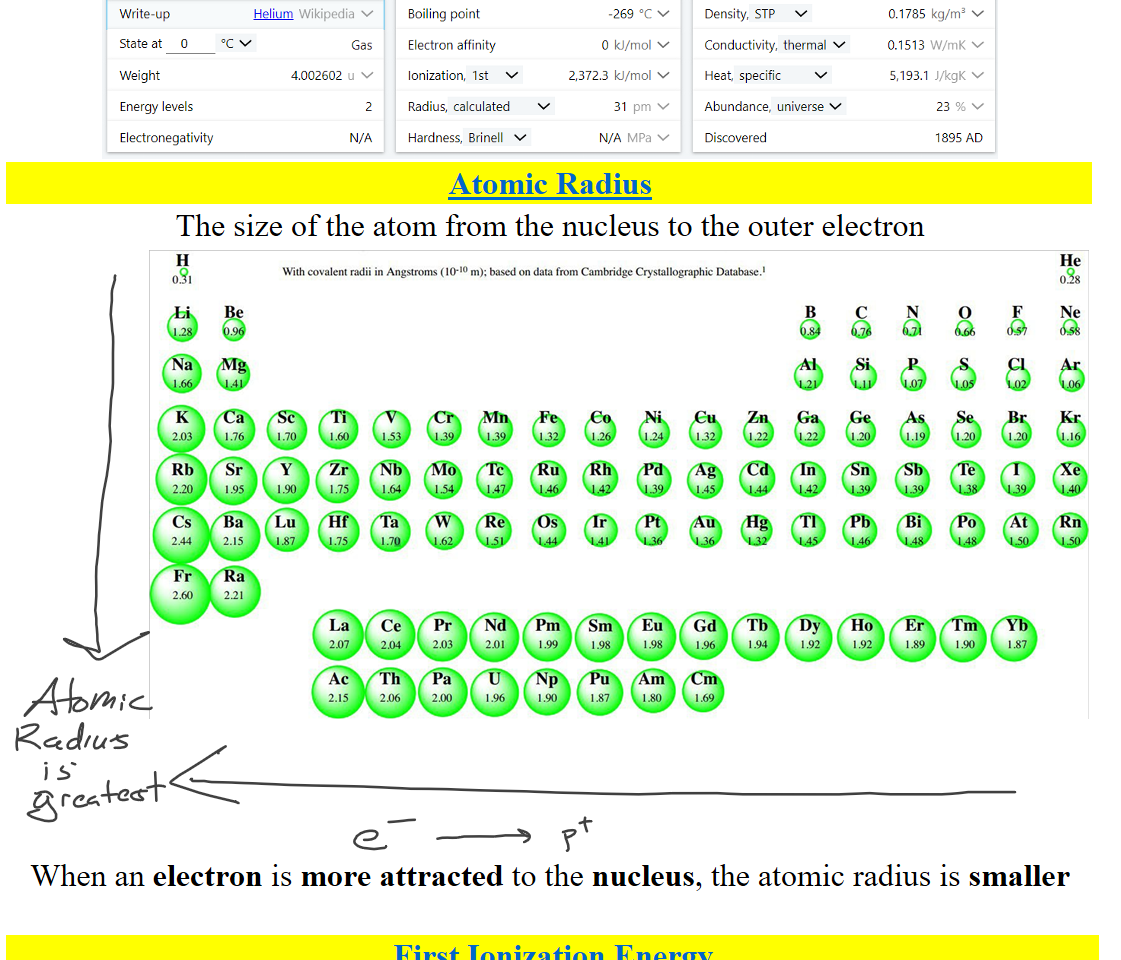 Write-up Helium Wikipedia Boiling point -269 °C Density, STP 0.1785 kg/m³
State at 0 °C Gas Electron affinity 0 kJ/mol Conductivity, thermal 0.1513 W/mK
Weight 4.002602 u Ionization, 1st 2,372.3 kJ/mol Heat, specific 5,193.1 J/kgK
Energy levels 2 Radius, calculated 31 pm Abundance, universe 23 %
Electronegativity N/A Hardness, Brinell N/A MPa Discovered 1895 AD
Atomic Radius
The size of the atom from the nucleus to the outer electron
H He
With covalent radii in Angstroms (10⁻¹⁰ m); based on data from Cambridge Crystallographic Database.¹
0.31 0.28
Li Be B C N O F Ne
1.28 0.96 0.84 0.76 0.71 0.66 0.57 0.58
Na Mg Al Si P S Cl Ar
1.66 1.41 1.21 1.11 1.07 1.05 1.02 1.06
K Ca Sc Ti V Cr Mn Fe Co Ni Cu Zn Ga Ge As Se Br Kr
2.03 1.76 1.70 1.60 1.53 1.39 1.39 1.32 1.26 1.24 1.32 1.22 1.22 1.20 1.19 1.20 1.20 1.16
Rb Sr Y Zr Nb Mo Tc Ru Rh Pd Ag Cd In Sn Sb Te I Xe
2.20 1.95 1.90 1.75 1.64 1.54 1.47 1.46 1.42 1.39 1.45 1.44 1.42 1.39 1.39 1.38 1.39 1.40
Cs Ba Lu Hf Ta W Re Os Ir Pt Au Hg Tl Pb Bi Po At Rn
2.44 2.15 1.87 1.75 1.70 1.62 1.51 1.44 1.41 1.36 1.36 1.32 1.45 1.46 1.48 1.48 1.50 1.50
Fr Ra
2.60 2.21
La Ce Pr Nd Pm Sm Eu Gd Tb Dy Ho Er Tm Yb
2.07 2.04 2.03 2.01 1.99 1.98 1.98 1.96 1.94 1.92 1.92 1.89 1.90 1.87
Ac Th Pa U Np Pu Am Cm
2.15 2.06 2.00 1.96 1.90 1.87 1.80 1.69
Atomic
Radius
is
greatest
e⁻ → p⁺
When an electron is more attracted to the nucleus, the atomic radius is smaller
First Ionization Energy